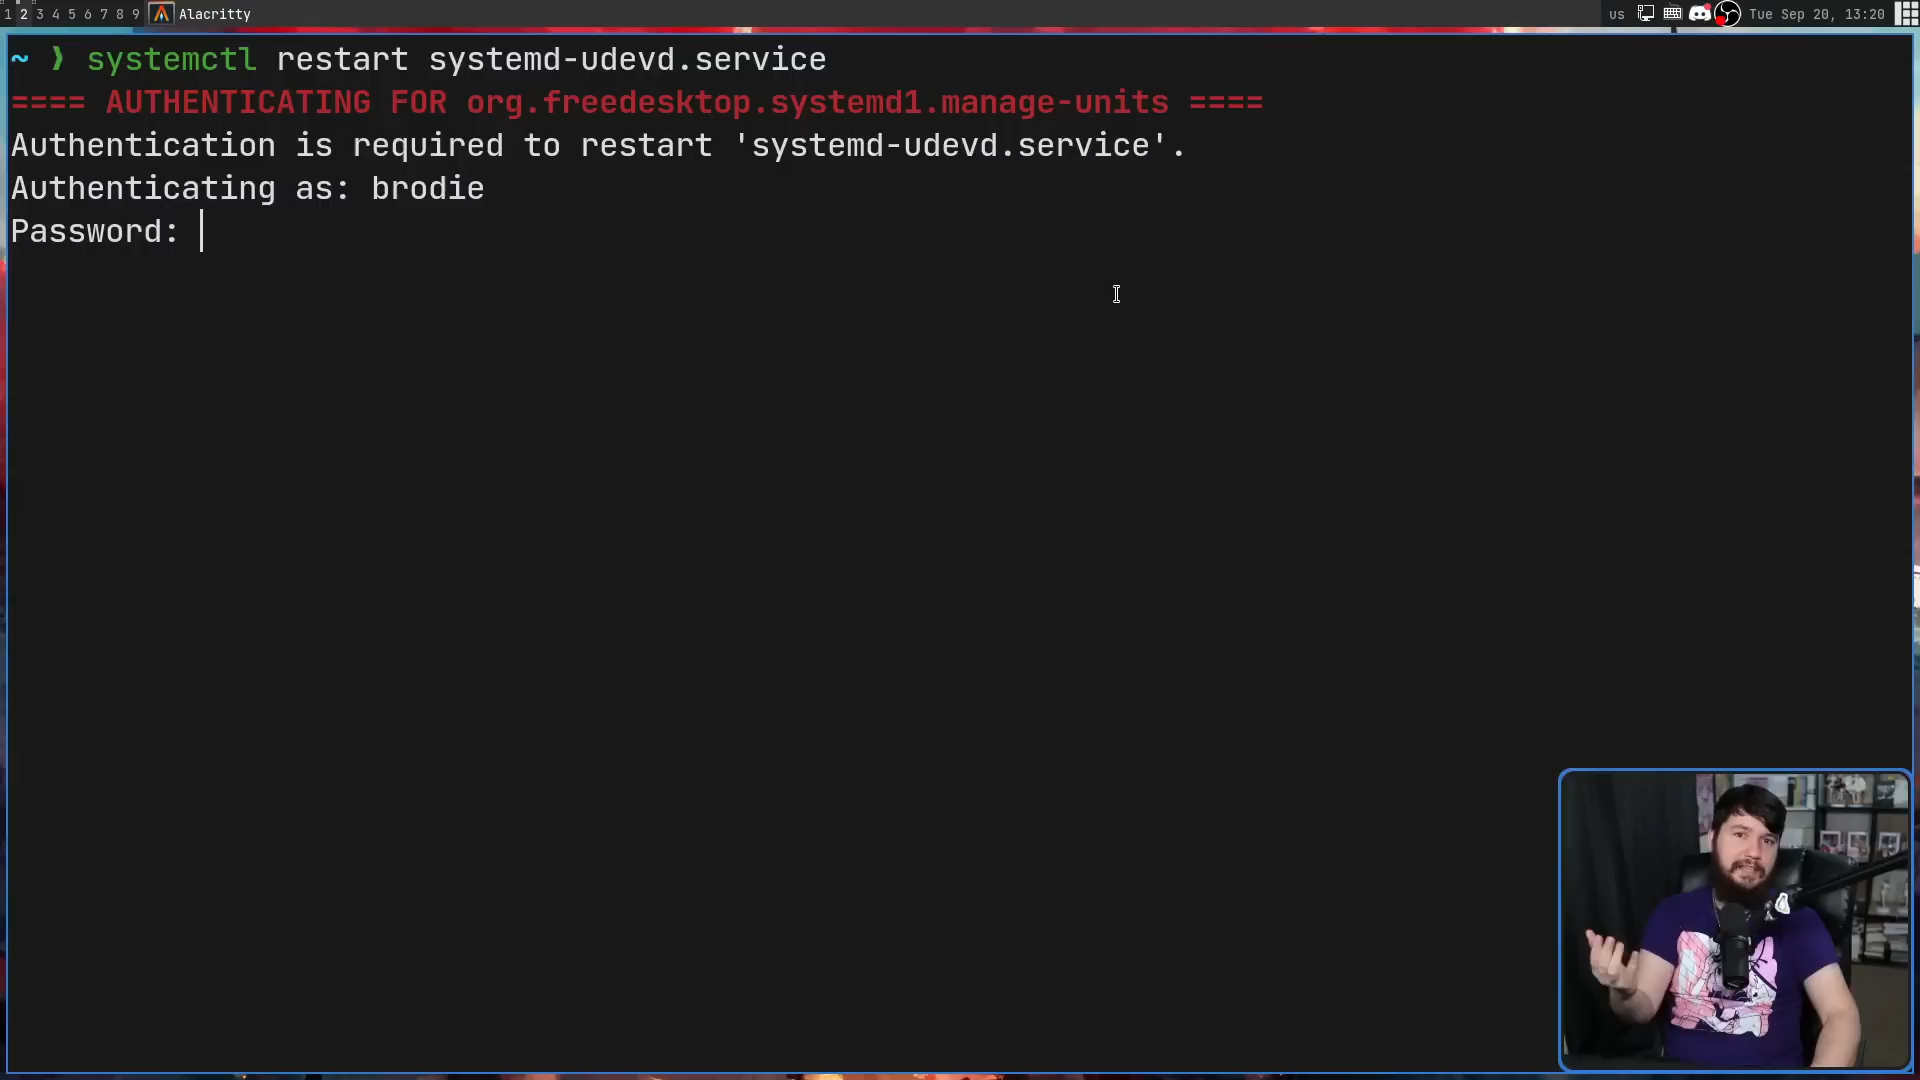 1 2 3 4 5 6 7 8 9 Alacritty us Tue Sep 20, 13:20
~ ❯ systemctl restart systemd-udevd.service
==== AUTHENTICATING FOR org.freedesktop.systemd1.manage-units ====
Authentication is required to restart 'systemd-udevd.service'.
Authenticating as: brodie
Password: